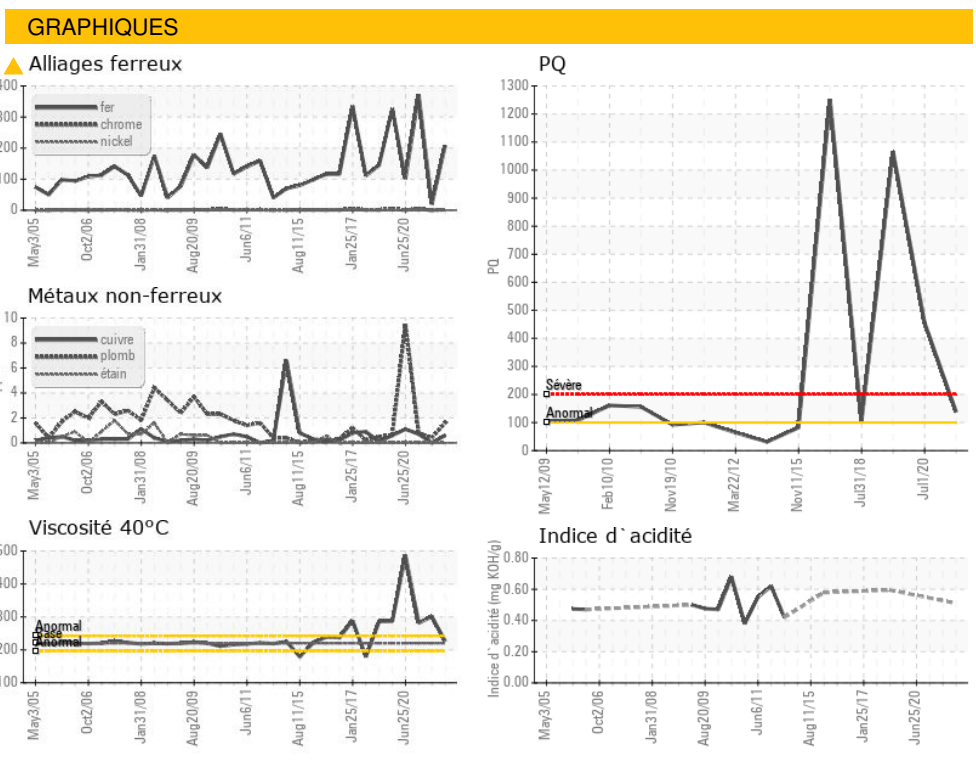 GRAPHIQUES
Alliages ferreux
400
300
200
100
0
fer
chrome
nickel
May3/05
Oct2/06
Jan31/08
Aug20/09
Jun6/11
Aug11/15
Jan25/17
Jun25/20
Métaux non-ferreux
10
8
6
4
2
0
cuivre
plomb
étain
May3/05
Oct2/06
Jan31/08
Aug20/09
Jun6/11
Aug11/15
Jan25/17
Jun25/20
Viscosité 40°C
500
400
300
200
100
Anormal
Base
Anormal
May3/05
Oct2/06
Jan31/08
Aug20/09
Jun6/11
Aug11/15
Jan25/17
Jun25/20
PQ
PQ
1300
1200
1100
1000
900
800
700
600
500
400
300
200
100
0
Sévère
Anormal
May12/09
Feb10/10
Nov19/10
Mar22/12
Nov11/15
Jul31/18
Jul1/20
Indice d`acidité
Indice d`acidité (mg KOH/g)
0.80
0.60
0.40
0.20
0.00
May3/05
Oct2/06
Jan31/08
Aug20/09
Jun6/11
Aug11/15
Jan25/17
Jun25/20